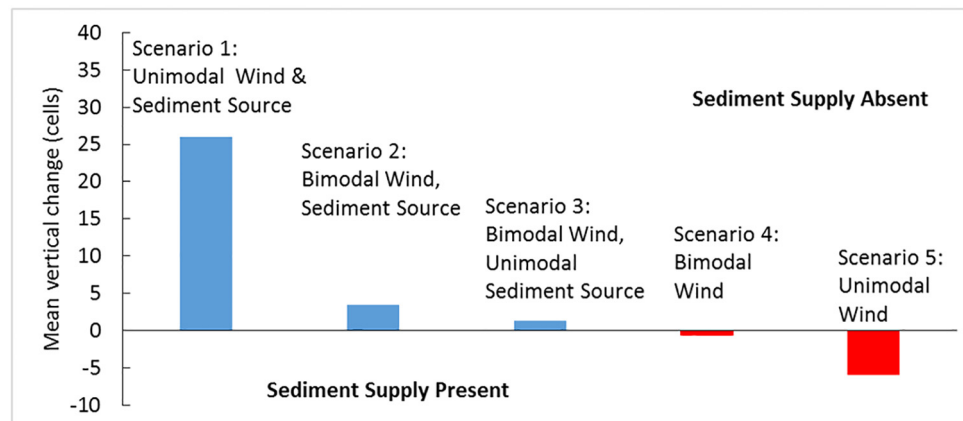 40
35
30
25
20
15
10
5
0
-5
-10
Mean vertical change (cells)
Scenario 1:
Unimodal Wind &
Sediment Source
Scenario 2:
Bimodal Wind,
Sediment Source
Scenario 3:
Bimodal Wind,
Unimodal
Sediment Source
Scenario 4:
Bimodal
Wind
Scenario 5:
Unimodal
Wind
Sediment Supply Absent
Sediment Supply Present